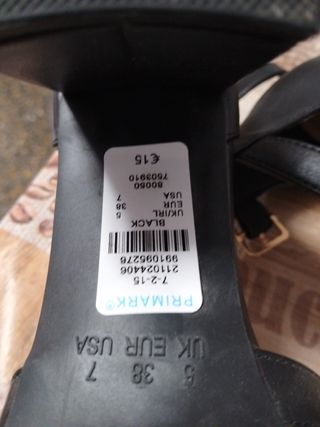 PRIMARK®
7-2-15
211024406
991095276
BLACK
UK/IRL 5
EUR 38
USA 7
80050
7503910
€15
5 38 7
UK EUR USA